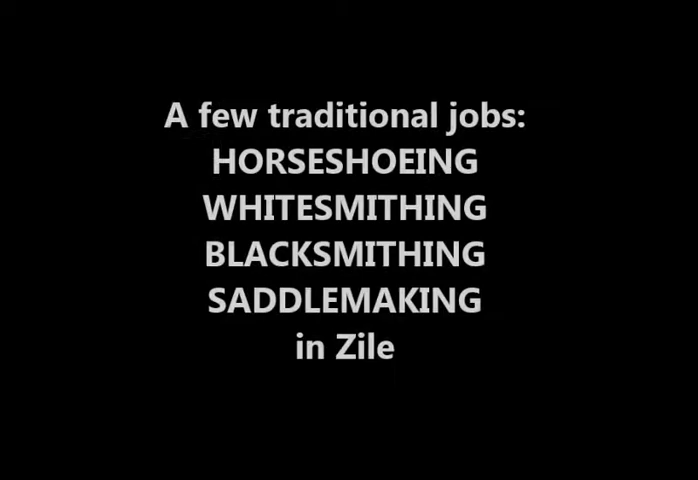 A few traditional jobs:
HORSESHOEING
WHITESMITHING
BLACKSMITHING
SADDLEMAKING
in Zile